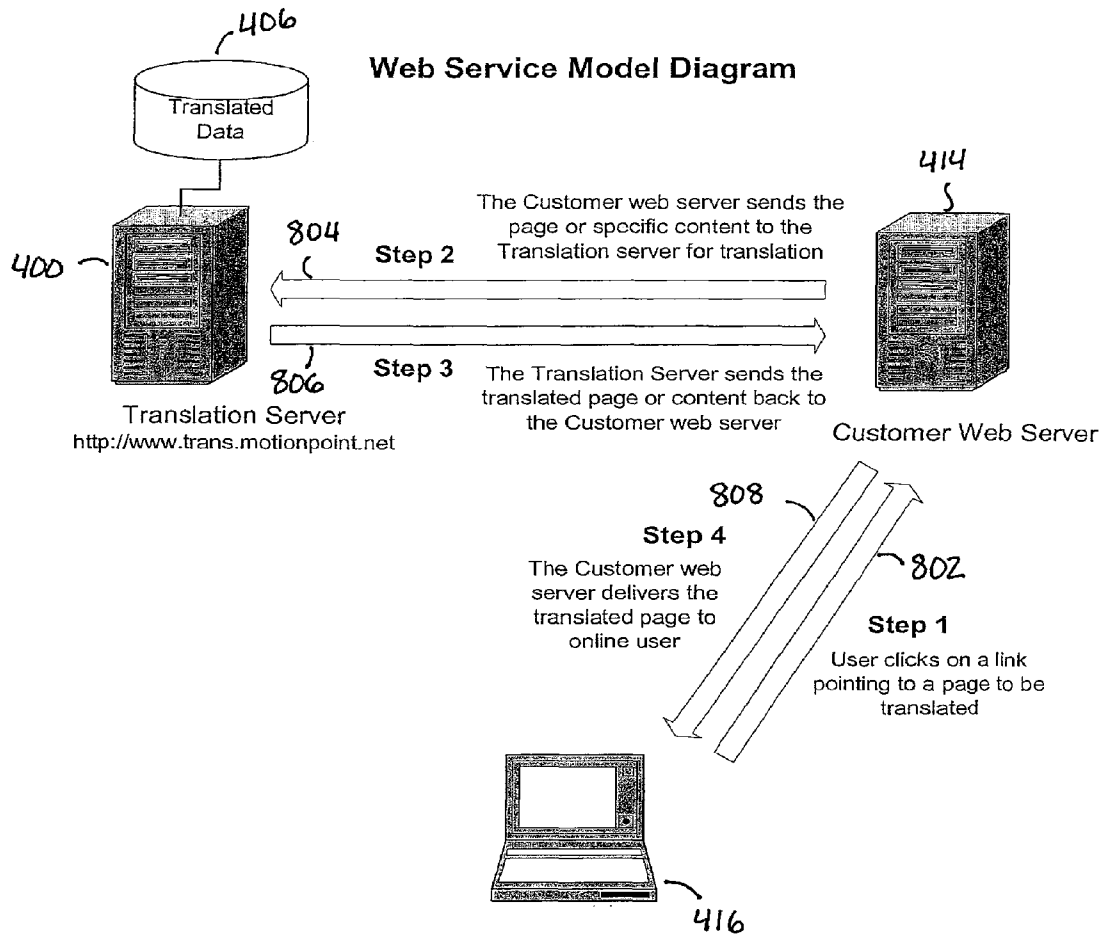 406
Web Service Model Diagram
Translated
Data
414
The Customer web server sends the
page or specific content to the
Translation server for translation
804
Step 2
400
806
Step 3
The Translation Server sends the
translated page or content back to
the Customer web server
Translation Server
http://www.trans.motionpoint.net
Customer Web Server
808
Step 4
The Customer web
server delivers the
translated page to
online user
802
Step 1
User clicks on a link
pointing to a page to be
translated
416